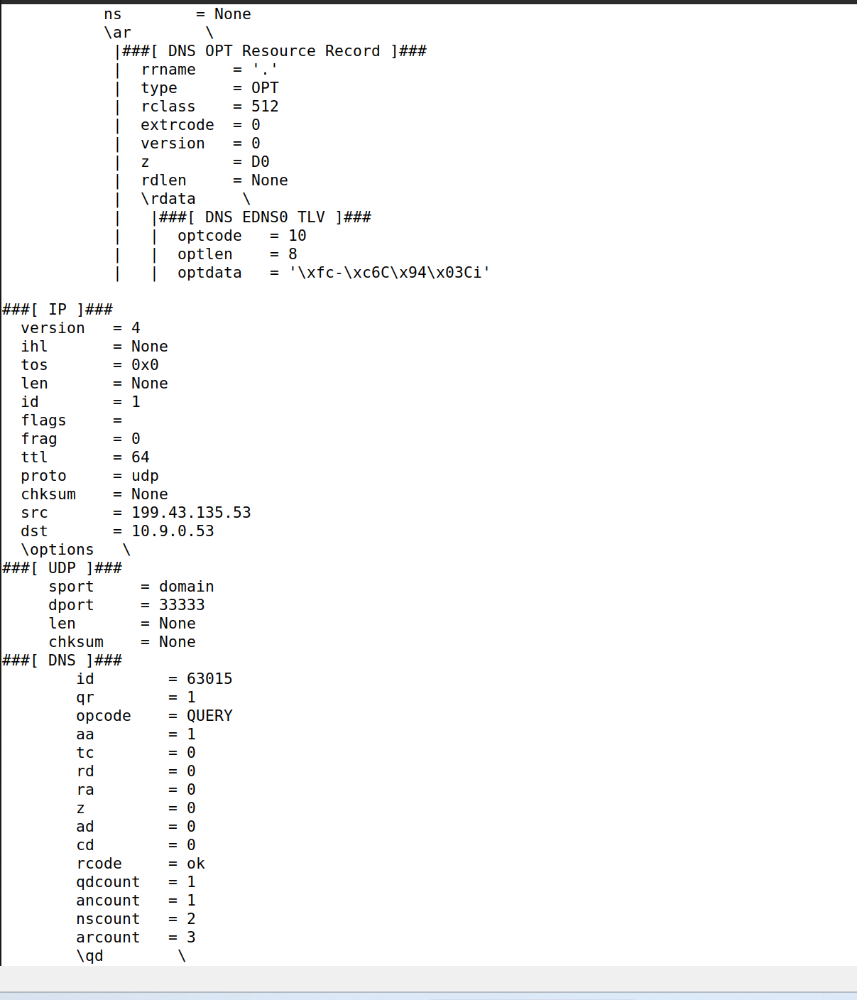 ns        = None
\ar        \
|###[ DNS OPT Resource Record ]###
|  rrname    = '.'
|  type      = OPT
|  rclass    = 512
|  extrcode  = 0
|  version   = 0
|  z         = D0
|  rdlen     = None
|  \rdata     \
|   |###[ DNS EDNS0 TLV ]###
|   |  optcode   = 10
|   |  optlen    = 8
|   |  optdata   = '\xfc-\xc6C\x94\x03Ci'
###[ IP ]###
  version   = 4
  ihl       = None
  tos       = 0x0
  len       = None
  id        = 1
  flags     =
  frag      = 0
  ttl       = 64
  proto     = udp
  chksum    = None
  src       = 199.43.135.53
  dst       = 10.9.0.53
  \options   \
###[ UDP ]###
     sport     = domain
     dport     = 33333
     len       = None
     chksum    = None
###[ DNS ]###
        id        = 63015
        qr        = 1
        opcode    = QUERY
        aa        = 1
        tc        = 0
        rd        = 0
        ra        = 0
        z         = 0
        ad        = 0
        cd        = 0
        rcode     = ok
        qdcount   = 1
        ancount   = 1
        nscount   = 2
        arcount   = 3
        \qd        \